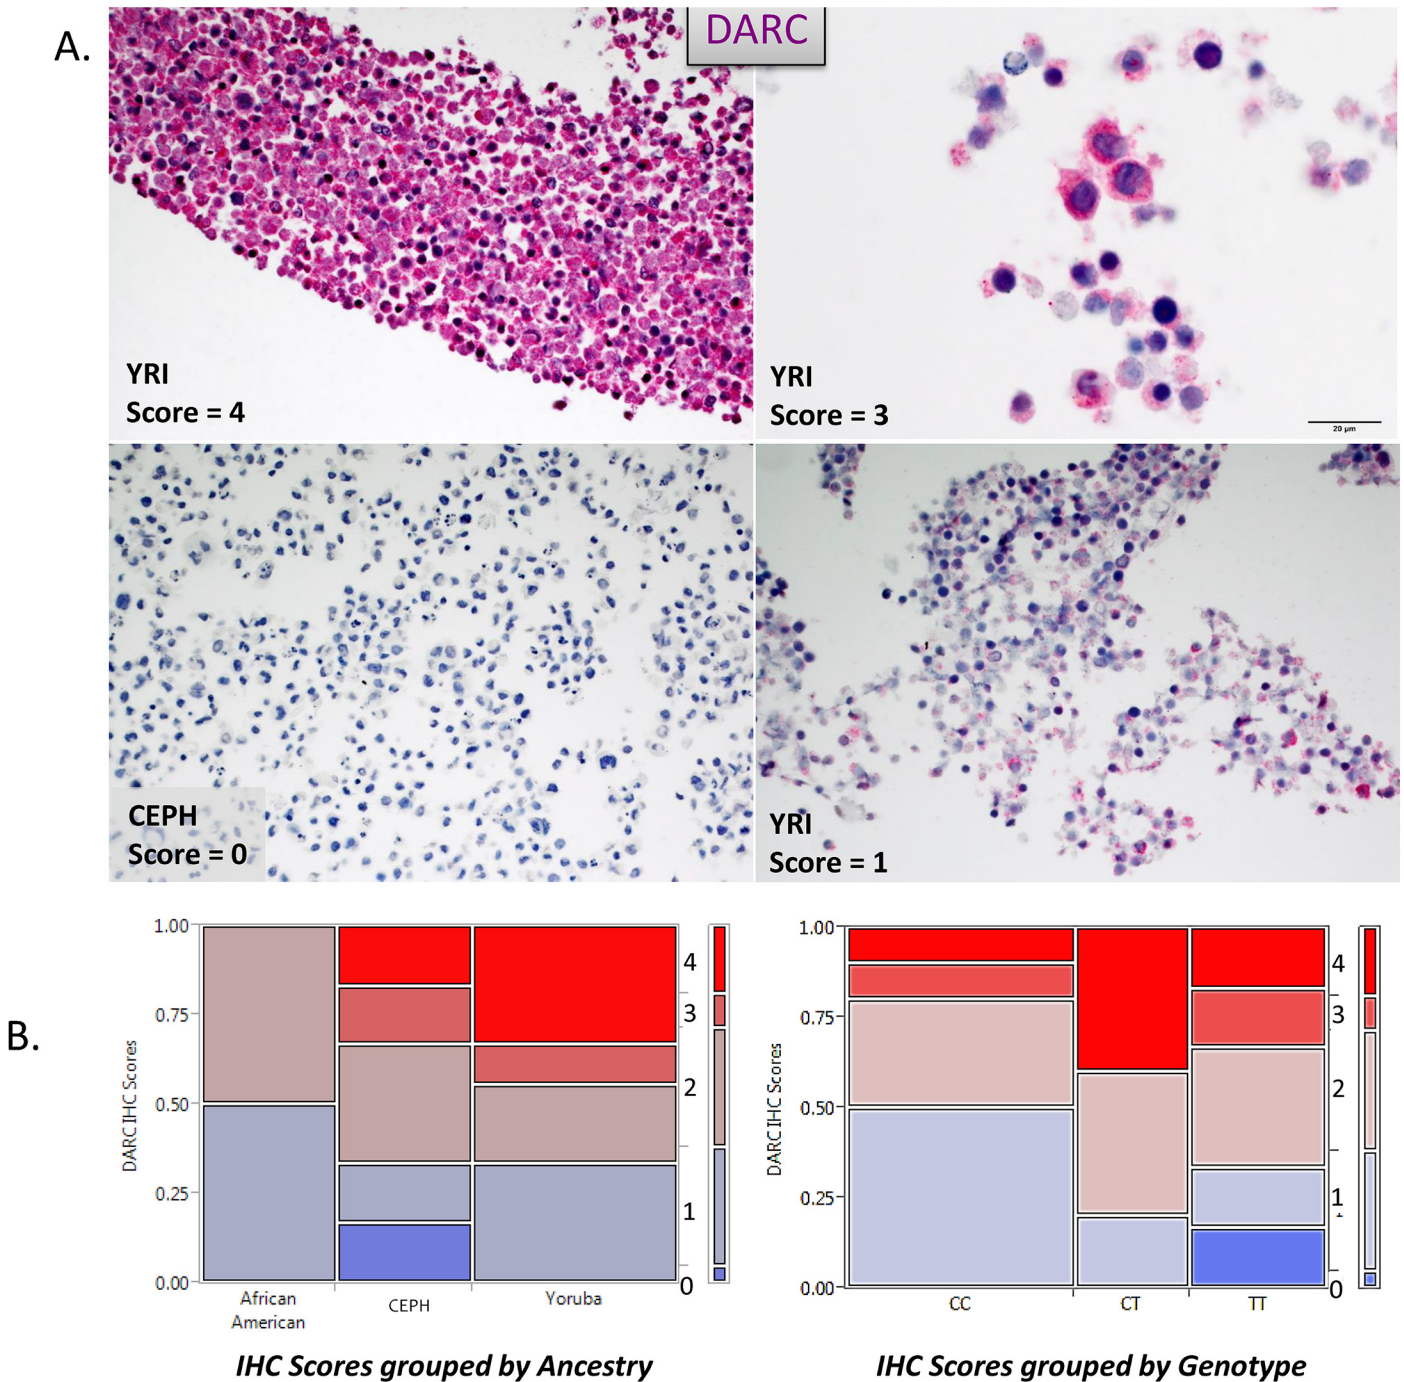 A.
DARC
YRI
Score = 4
YRI
Score = 3
20 µm
CEPH
Score = 0
YRI
Score = 1
B.
DARC IHC Scores
1.00
0.75
0.50
0.25
0.00
4
3
2
1
0
African
American
CEPH
Yoruba
IHC Scores grouped by Ancestry
DARC IHC Scores
1.00
0.75
0.50
0.25
0.00
4
3
2
1
0
CC
CT
TT
IHC Scores grouped by Genotype